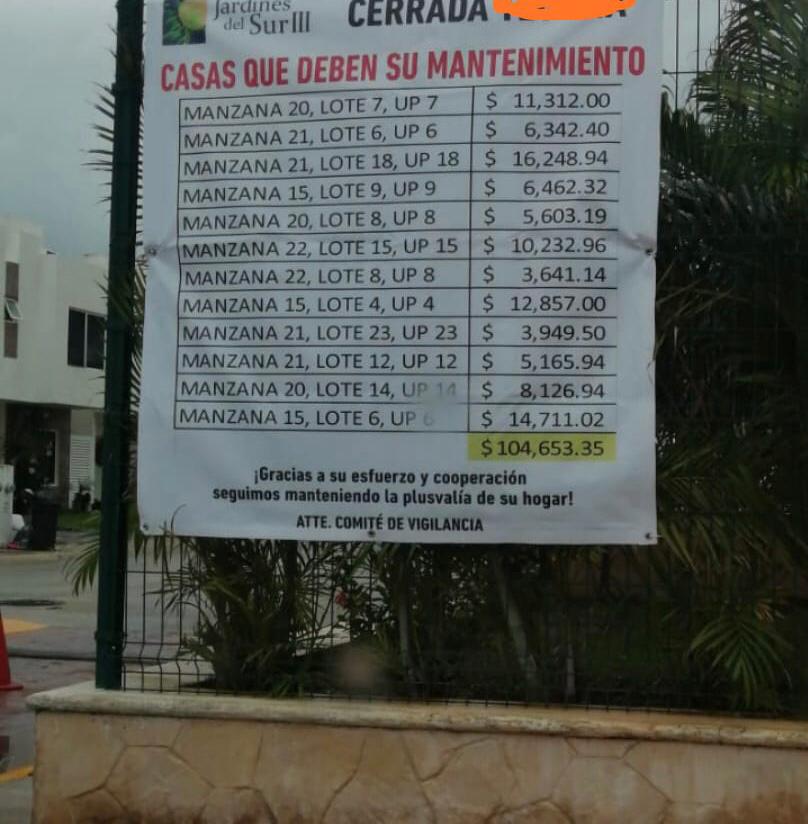 Jardines
del Sur III
CERRADA
CASAS QUE DEBEN SU MANTENIMIENTO
MANZANA 20, LOTE 7, UP 7 $ 11,312.00
MANZANA 21, LOTE 6, UP 6 $ 6,342.40
MANZANA 21, LOTE 18, UP 18 $ 16,248.94
MANZANA 15, LOTE 9, UP 9 $ 6,462.32
MANZANA 20, LOTE 8, UP 8 $ 5,603.19
MANZANA 22, LOTE 15, UP 15 $ 10,232.96
MANZANA 22, LOTE 8, UP 8 $ 3,641.14
MANZANA 15, LOTE 4, UP 4 $ 12,857.00
MANZANA 21, LOTE 23, UP 23 $ 3,949.50
MANZANA 21, LOTE 12, UP 12 $ 5,165.94
MANZANA 20, LOTE 14, UP 14 $ 8,126.94
MANZANA 15, LOTE 6, UP 6 $ 14,711.02
$ 104,653.35
¡Gracias a su esfuerzo y cooperación
seguimos manteniendo la plusvalía de su hogar!
ATTE. COMITÉ DE VIGILANCIA